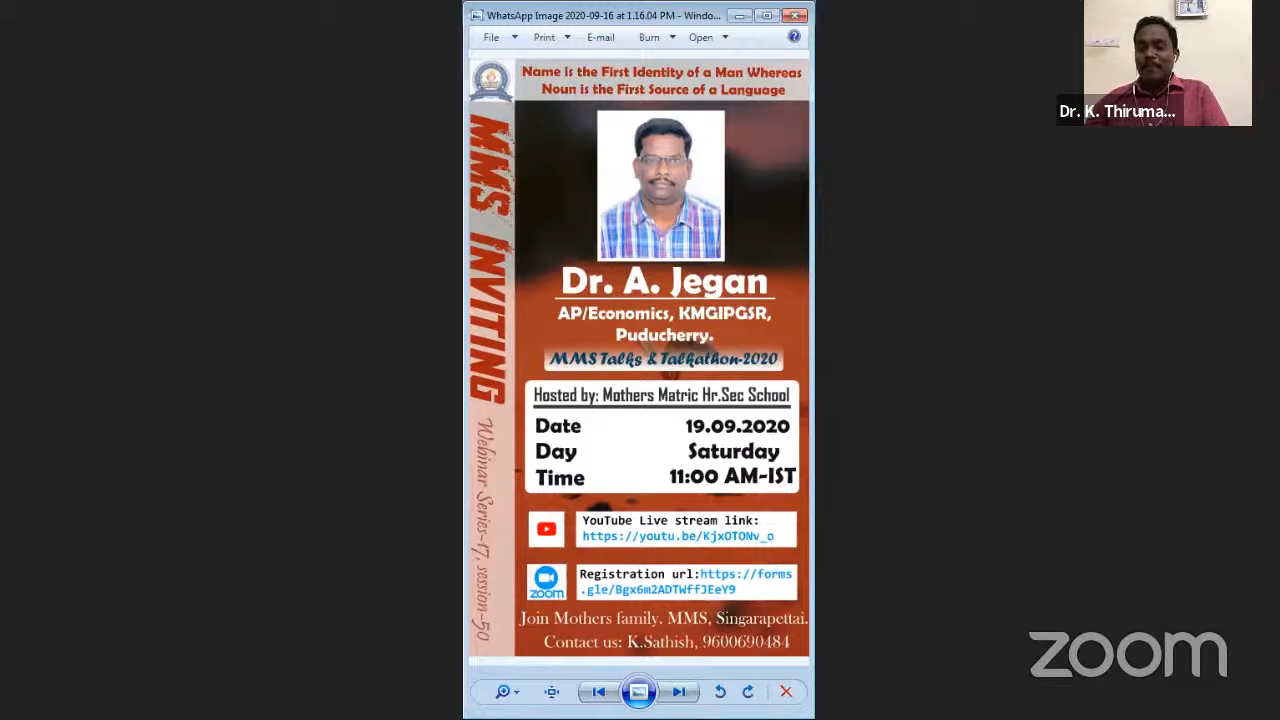 WhatsApp Image 2020-09-16 at 1.16.04 PM - Windo...
File Print E-mail Burn Open
Name is the First Identity of a Man Whereas
Noun is the First Source of a Language
MMS INVITING
Webinar Series-17, session-50
Dr. A. Jegan
AP/Economics, KMGIPGSR,
Puducherry.
MMS Talks & Talkathon-2020
Hosted by: Mothers Matric Hr.Sec School
Date 19.09.2020
Day Saturday
Time 11:00 AM-IST
YouTube Live stream link:
https://youtu.be/KjxOTONv_o
zoom
Registration url:https://forms
.gle/Bgx6m2ADTWffJEeY9
Join Mothers family. MMS, Singarapettai.
Contact us: K.Sathish, 9600690484
Dr. K. Thiruma...
zoom